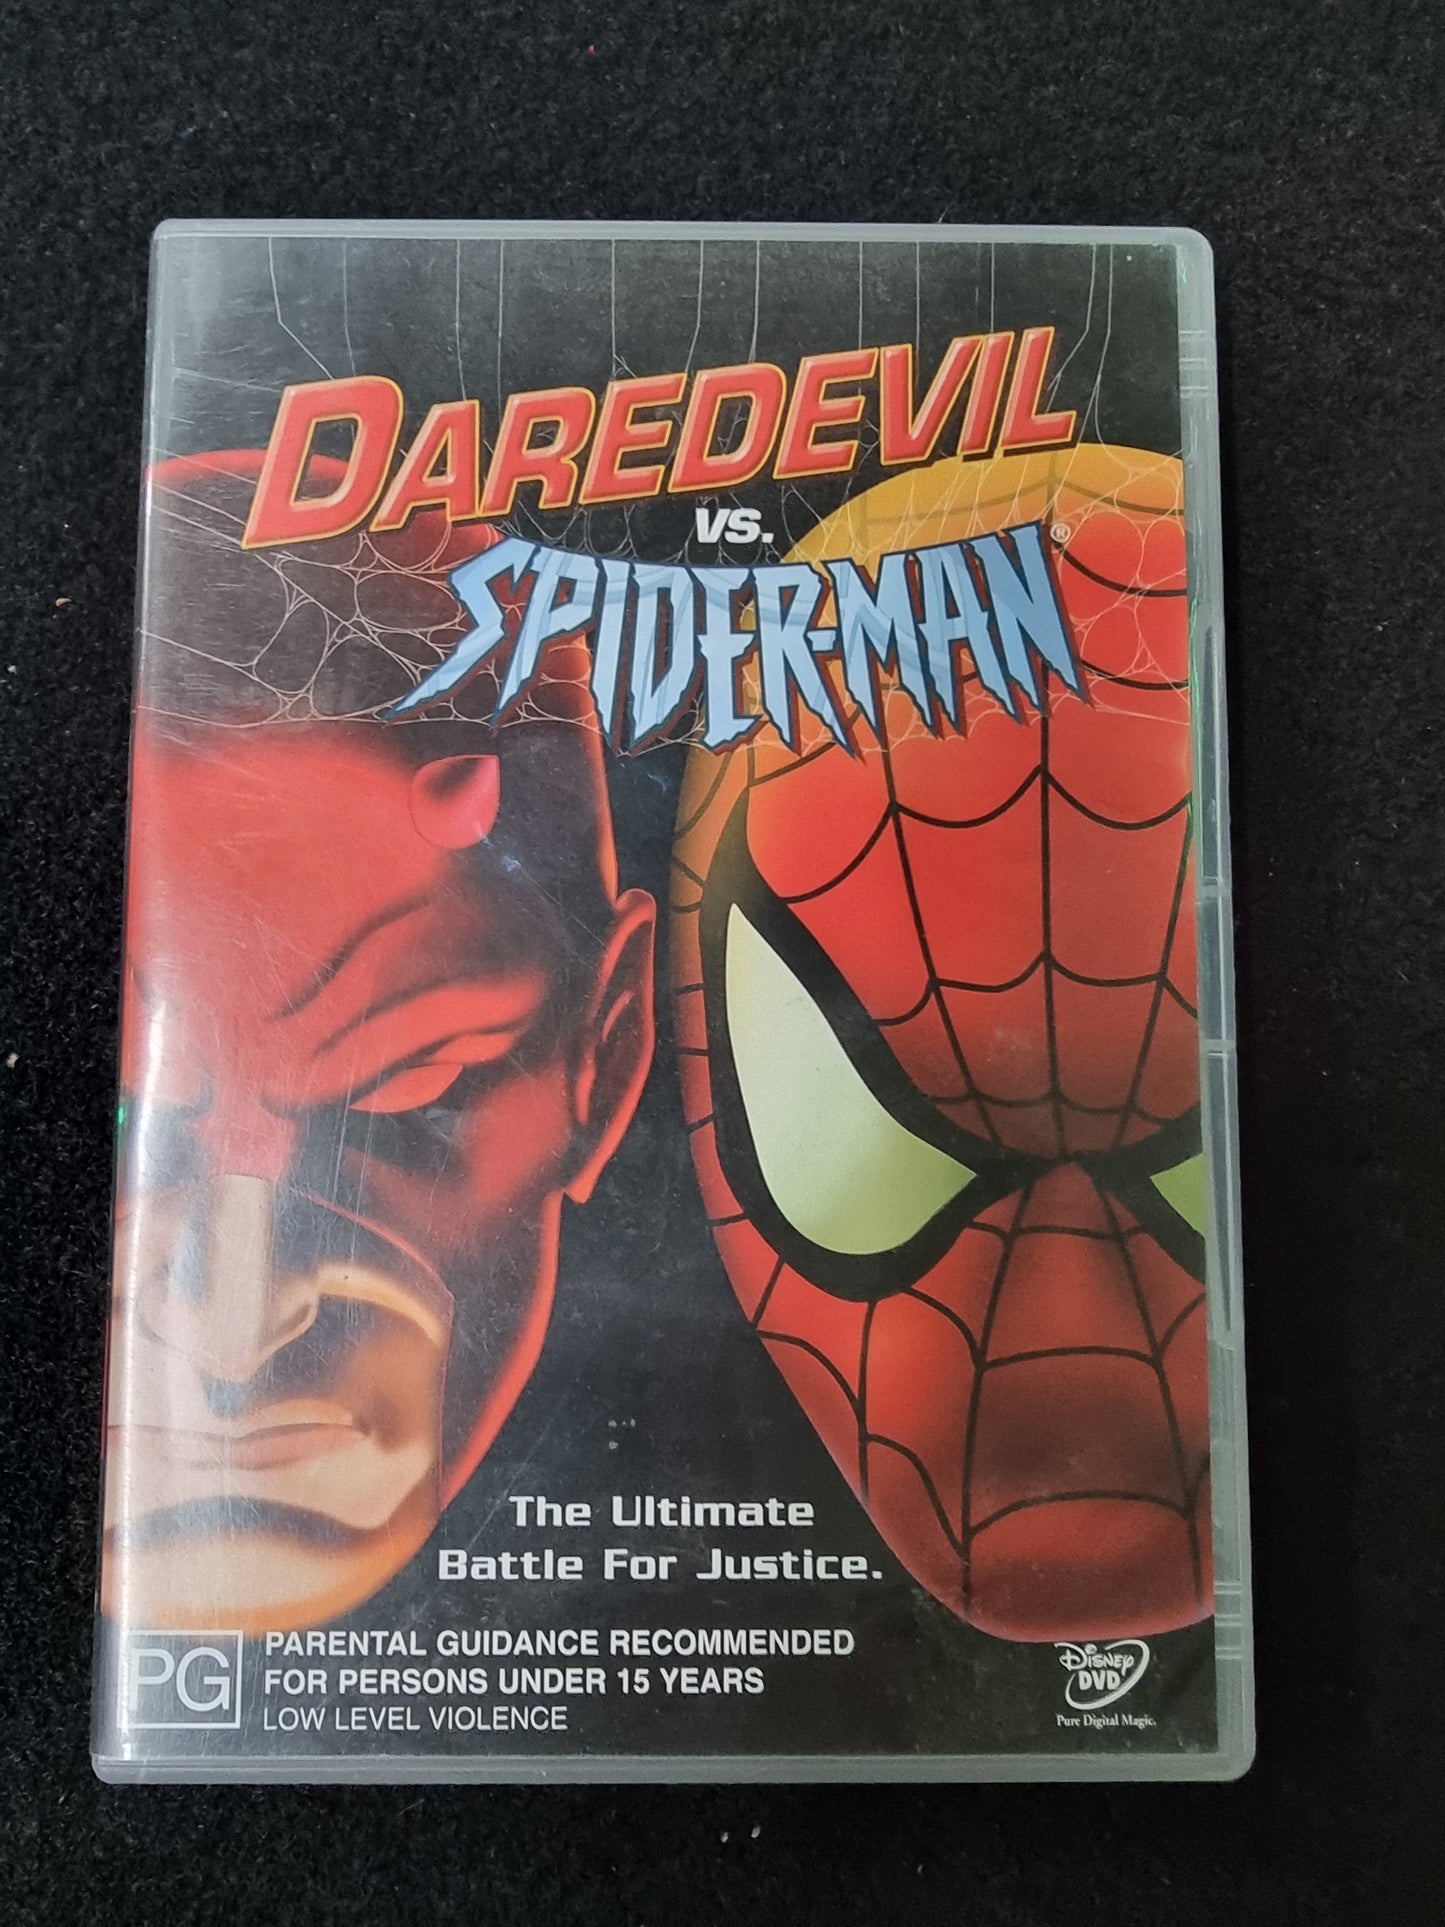 DAREDEVIL
VS.
SPIDER-MAN®
The Ultimate
Battle For Justice.
PG
PARENTAL GUIDANCE RECOMMENDED
FOR PERSONS UNDER 15 YEARS
LOW LEVEL VIOLENCE
DISNEY
DVD
Pure Digital Magic.